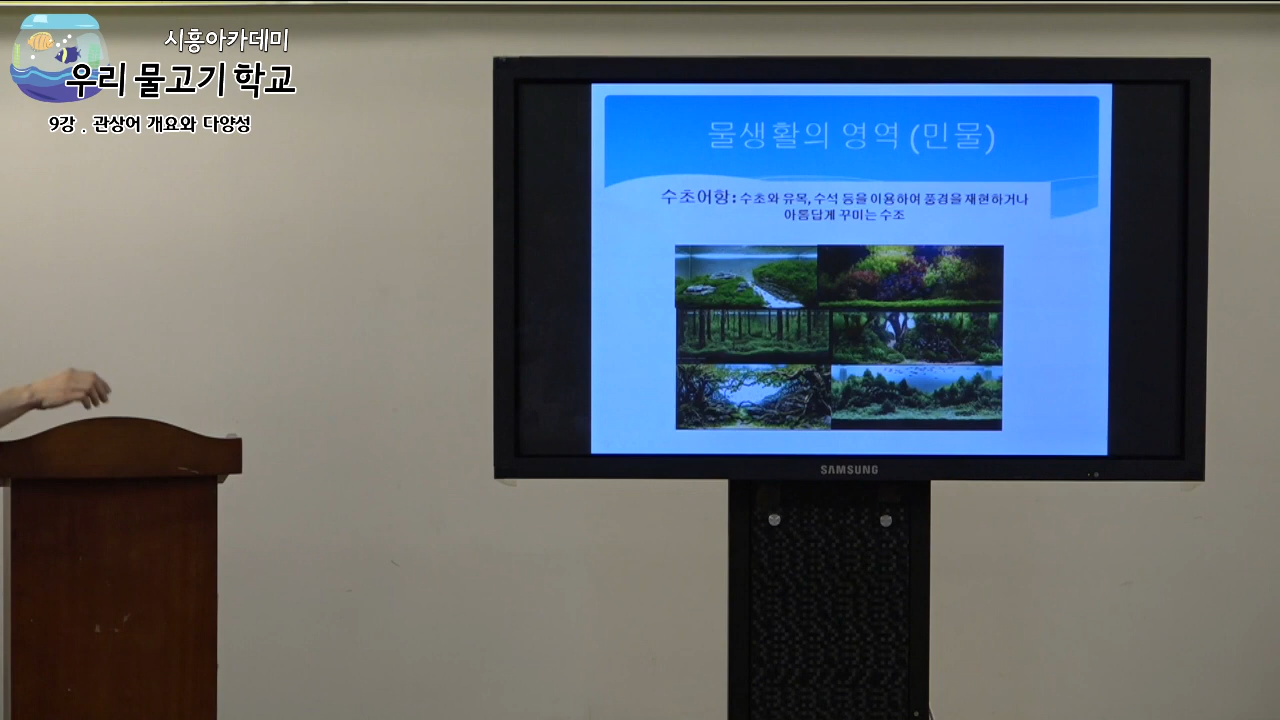 시흥아카데미
우리 물고기 학교
9강 . 관상어 개요와 다양성
물생활의 영역 (민물)
수초어항 : 수초와 유목, 수석 등을 이용하여 풍경을 재현하거나
아름답게 꾸미는 수조
SAMSUNG